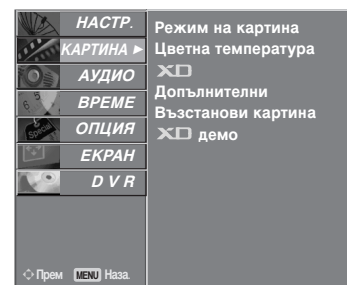 НАСТР.
КАРТИНА ►
АУДИО
ВРЕМЕ
Special
ОПЦИЯ
ЕКРАН
D V R
Режим на картина
Цветна температура
XD
Допълнителни
Възстанови картина
XD демо
Прем MENU Наза.